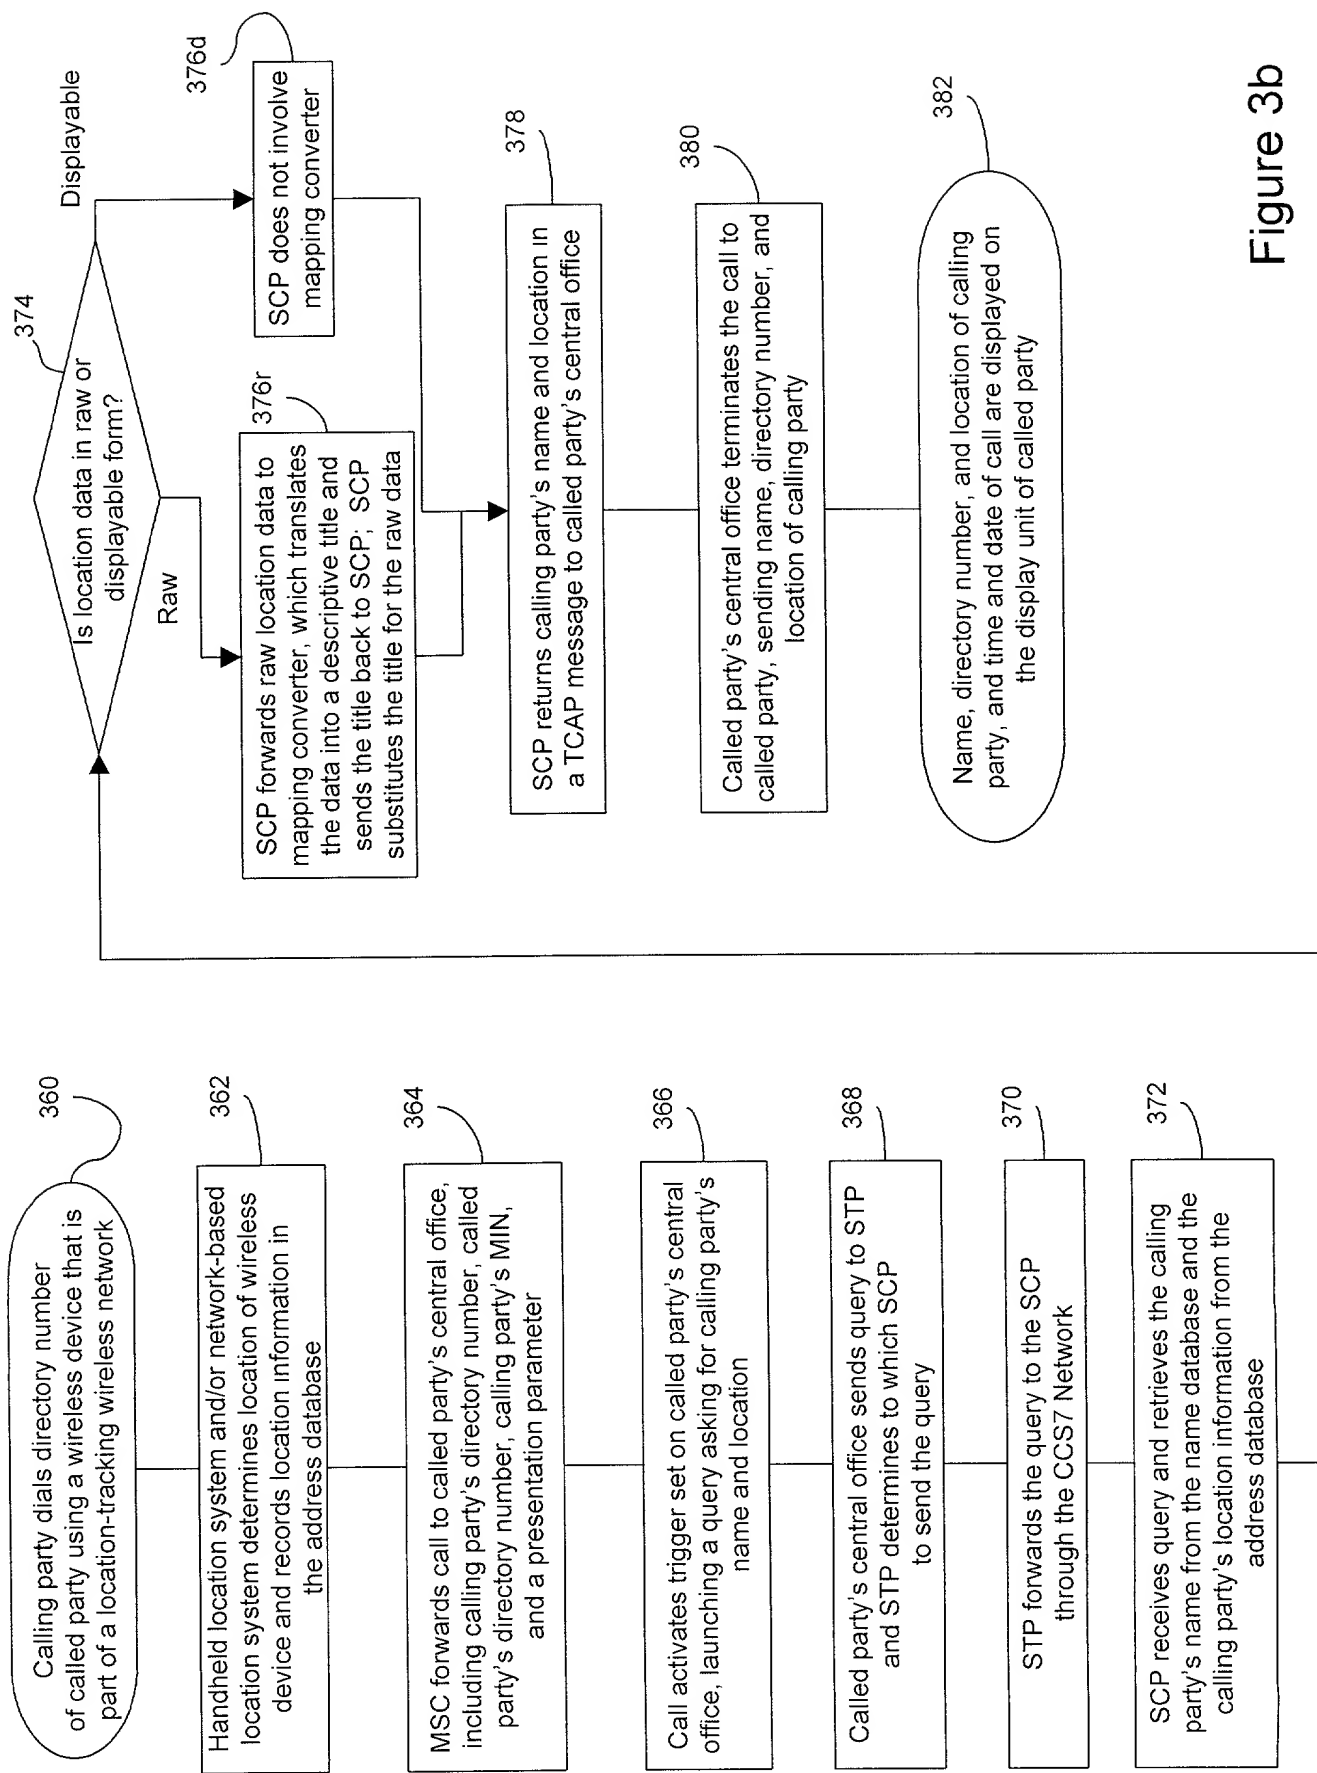 360
Calling party dials directory number
of called party using a wireless device that is
part of a location-tracking wireless network
362
Handheld location system and/or network-based
location system determines location of wireless
device and records location information in
the address database
364
MSC forwards call to called party's central office,
including calling party's directory number, called
party's directory number, calling party's MIN,
and a presentation parameter
366
Call activates trigger set on called party's central
office, launching a query asking for calling party's
name and location
368
Called party's central office sends query to STP
and STP determines to which SCP
to send the query
370
STP forwards the query to the SCP
through the CCS7 Network
372
SCP receives query and retrieves the calling
party's name from the name database and the
calling party's location information from the
address database
374
Is location data in raw or
displayable form?
Raw
Displayable
376r
SCP forwards raw location data to
mapping converter, which translates
the data into a descriptive title and
sends the title back to SCP; SCP
substitutes the title for the raw data
376d
SCP does not involve
mapping converter
378
SCP returns calling party's name and location in
a TCAP message to called party's central office
380
Called party's central office terminates the call to
called party, sending name, directory number, and
location of calling party
382
Name, directory number, and location of calling
party, and time and date of call are displayed on
the display unit of called party
Figure 3b